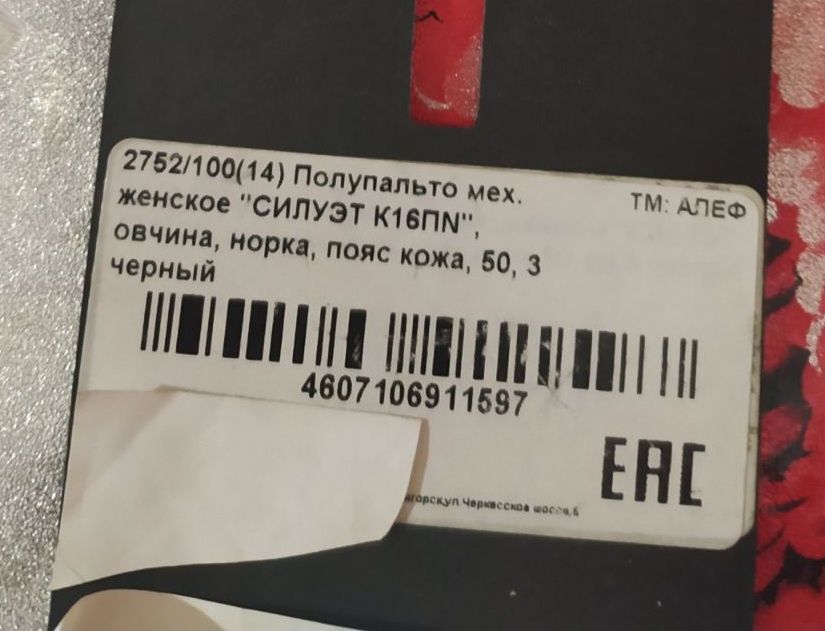 2752/100(14) Полупальто мех.
ТМ: АЛЕФ
женское "СИЛУЭТ К16ПN",
овчина, норка, пояс кожа, 50, 3
черный
4607106911597
EAC
ул.Черкесское шоссе,6